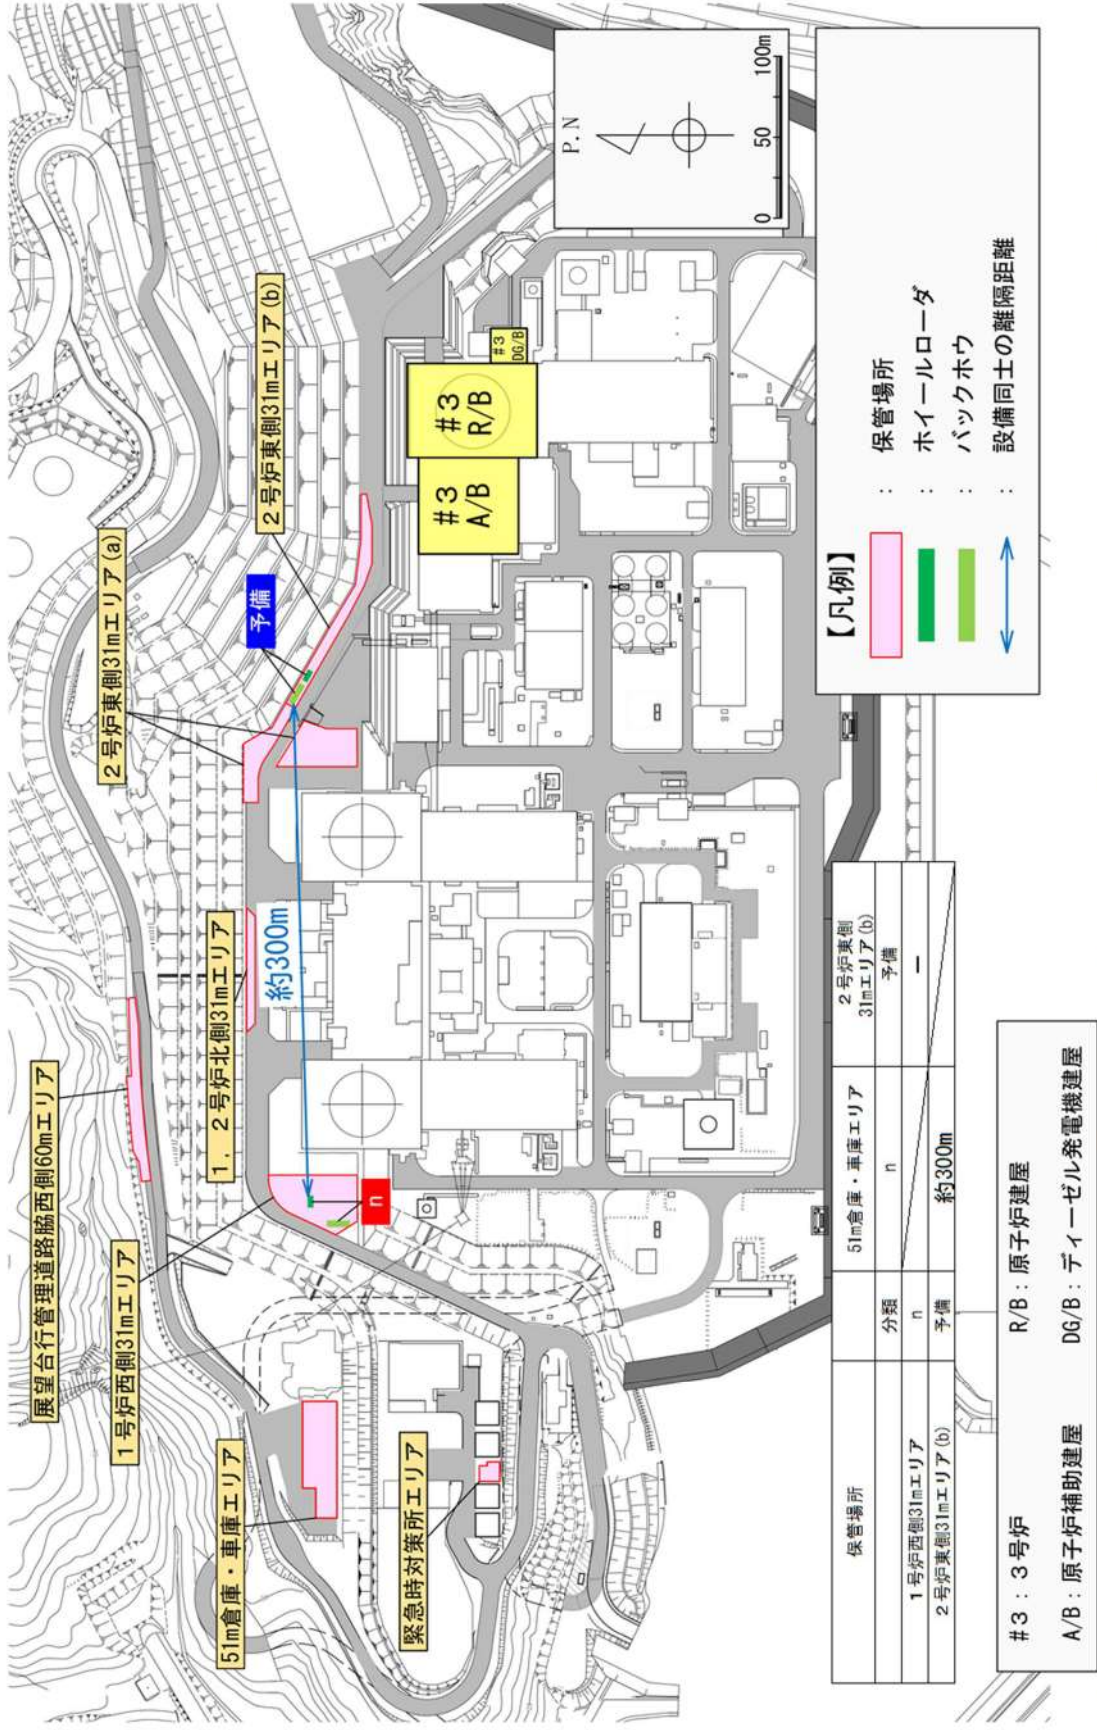 展望台行管理道路脇西側60mエリア
1号炉西側31mエリア
51m倉庫・車庫エリア
緊急時対策所エリア
1，2号炉北側31mエリア
2号炉東側31mエリア(a)
2号炉東側31mエリア(b)
予備
約300m
n
#3
A/B
#3
R/B
#3
DG/B
P.N
0 50 100m
【凡例】
： 保管場所
： ホイールローダ
： バックホウ
： 設備同士の離隔距離
保管場所 51m倉庫・車庫エリア 2号炉東側
31mエリア(b)
分類 n 予備
1号炉西側31mエリア n －
2号炉東側31mエリア(b) 予備 約300m
#3：3号炉 R/B：原子炉建屋
A/B：原子炉補助建屋 DG/B：ディーゼル発電機建屋